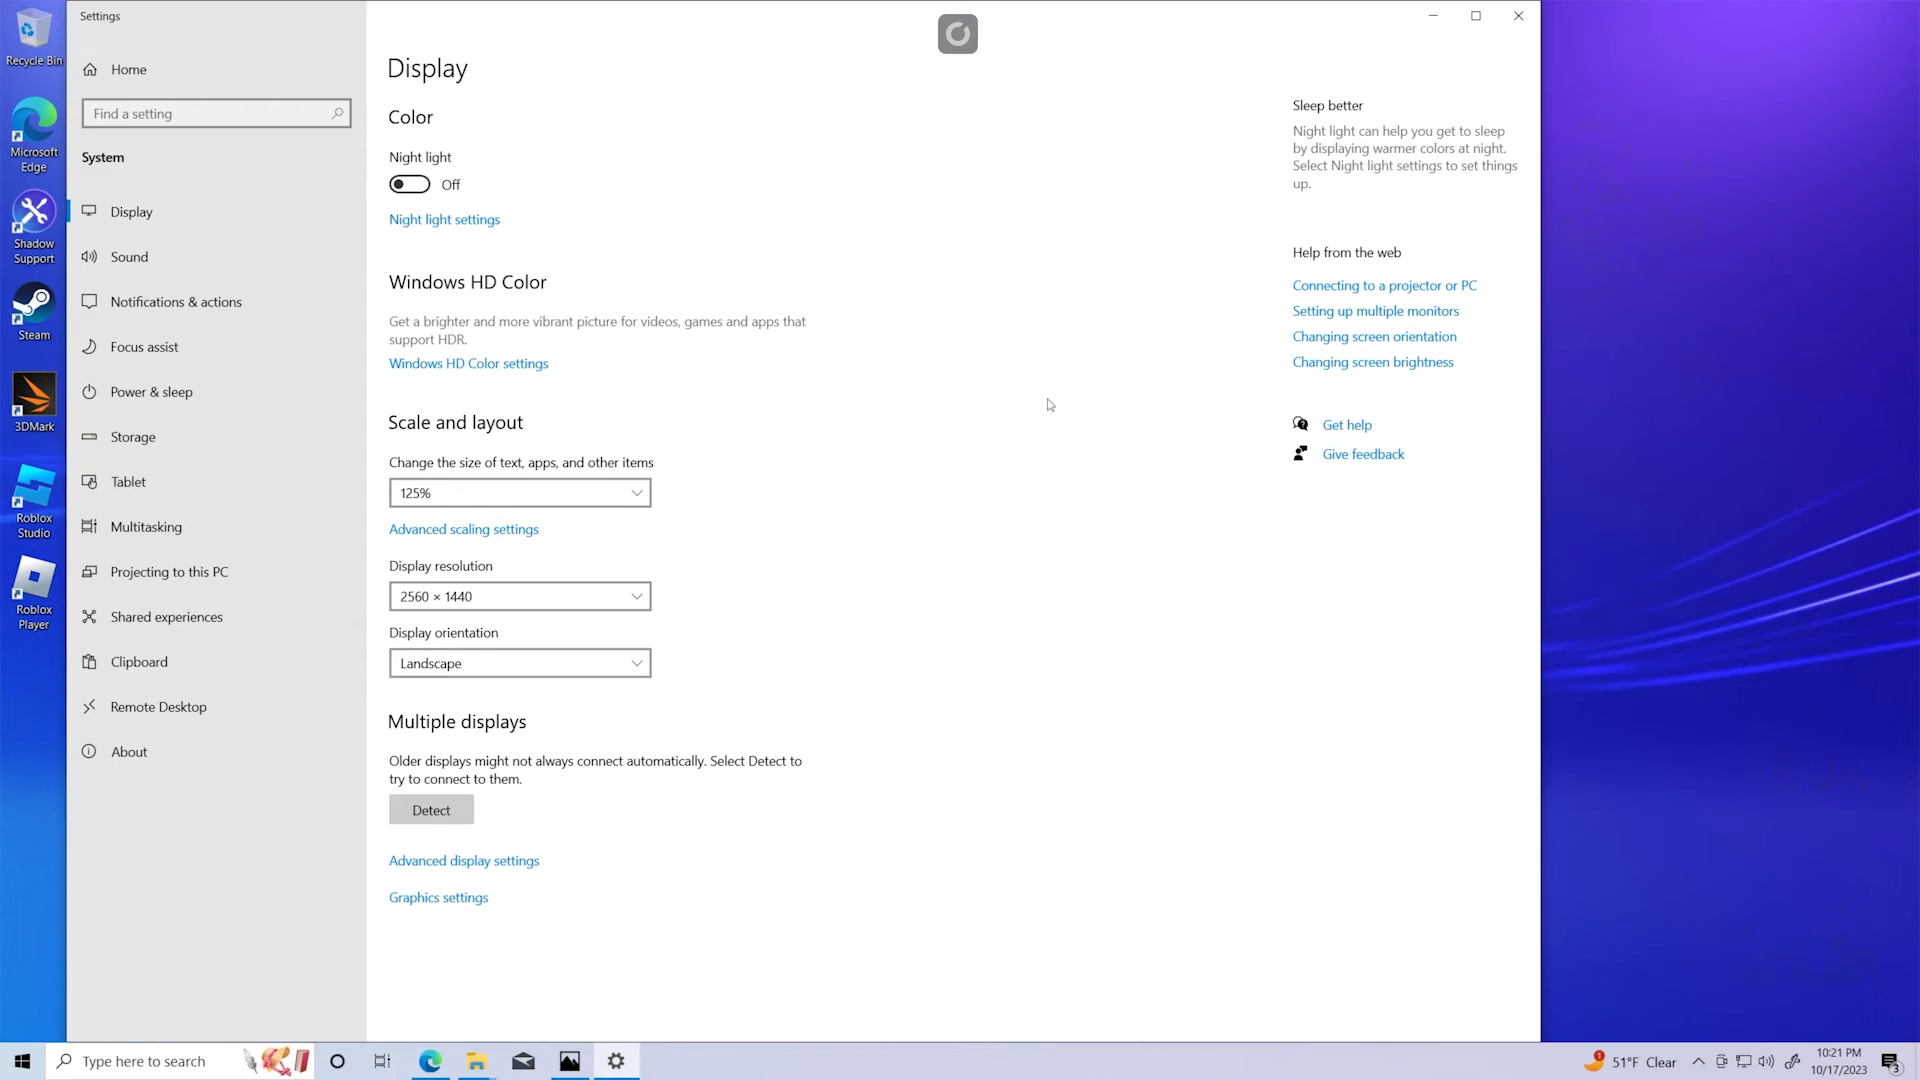 Settings
Recycle Bin
Microsoft
Edge
Shadow
Support
Steam
3DMark
Roblox
Studio
Roblox
Player
Home
Find a setting
System
Display
Sound
Notifications & actions
Focus assist
Power & sleep
Storage
Tablet
Multitasking
Projecting to this PC
Shared experiences
Clipboard
Remote Desktop
About
Display
Color
Night light
Off
Night light settings
Windows HD Color
Get a brighter and more vibrant picture for videos, games and apps that
support HDR.
Windows HD Color settings
Scale and layout
Change the size of text, apps, and other items
125%
Advanced scaling settings
Display resolution
2560 × 1440
Display orientation
Landscape
Multiple displays
Older displays might not always connect automatically. Select Detect to
try to connect to them.
Detect
Advanced display settings
Graphics settings
Sleep better
Night light can help you get to sleep
by displaying warmer colors at night.
Select Night light settings to set things
up.
Help from the web
Connecting to a projector or PC
Setting up multiple monitors
Changing screen orientation
Changing screen brightness
Get help
Give feedback
Type here to search
1
51°F Clear
10:21 PM
10/17/2023
3